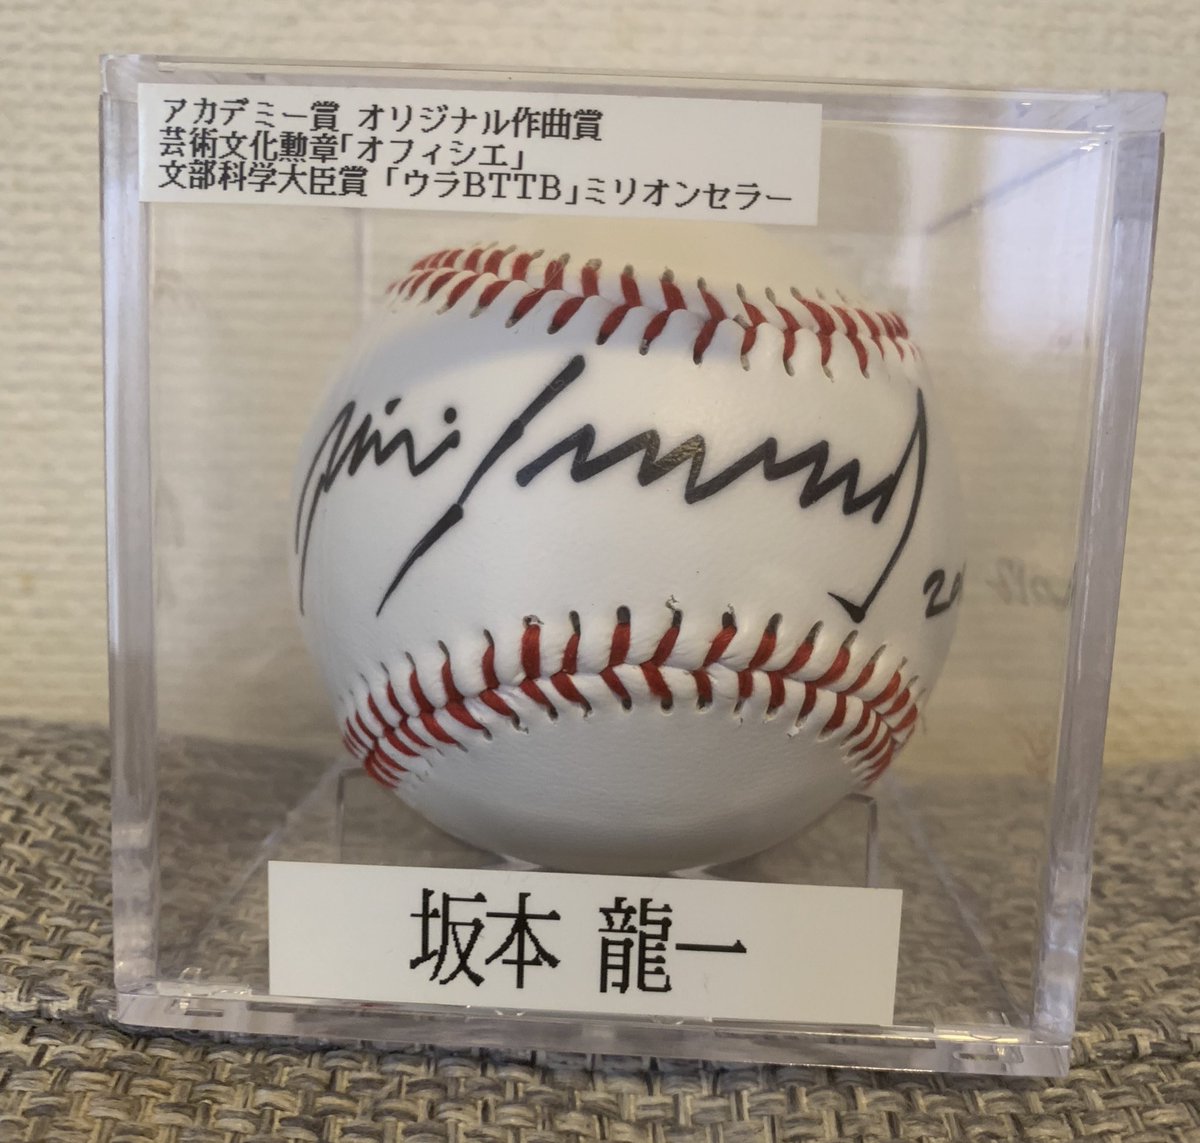 アカデミー賞 オリジナル作曲賞
芸術文化勲章「オフィシエ」
文部科学大臣賞 「ウラBTTB」ミリオンセラー
坂本 龍一